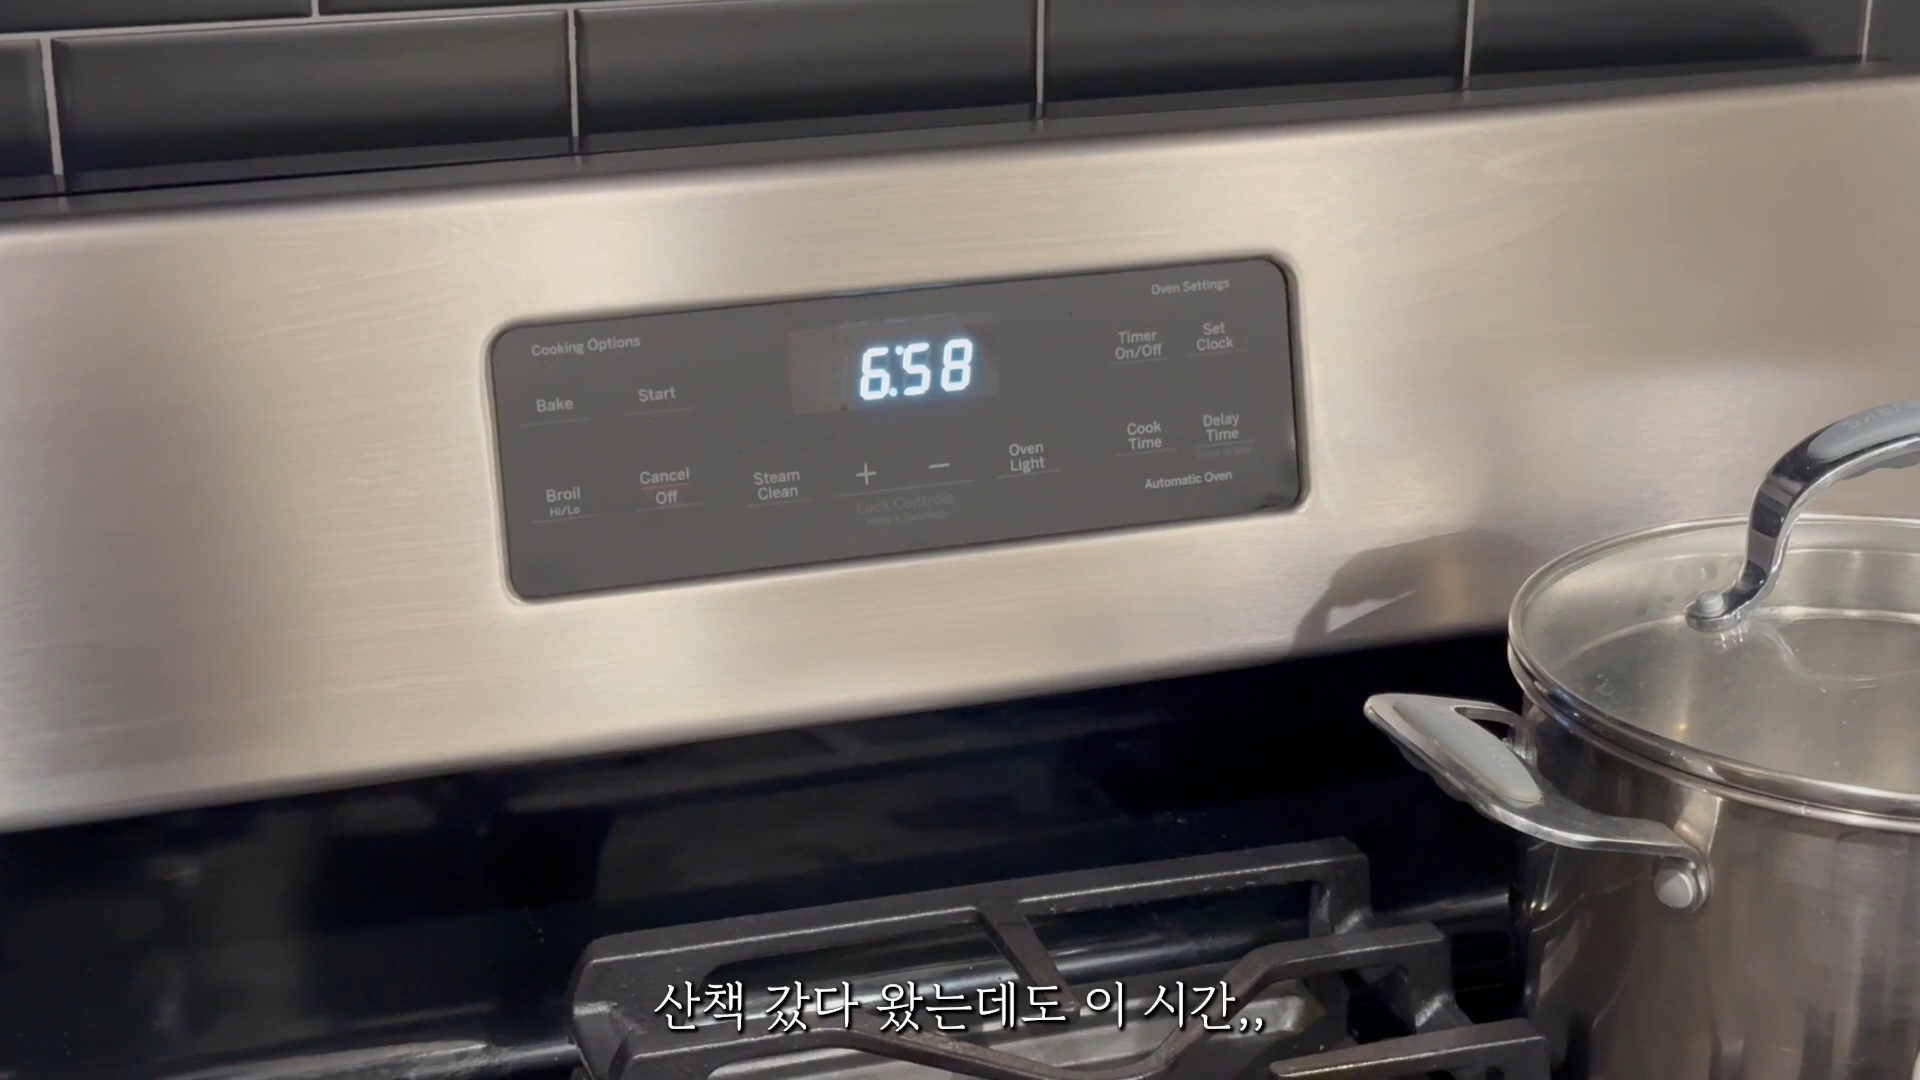 Cooking Options
Bake
Start
Broil
Hi/Lo
Cancel
Off
Steam
Clean
6:58
+ −
Lock Controls
Oven
Light
Oven Settings
Timer
On/Off
Set
Clock
Cook
Time
Delay
Time
Automatic Oven
산책 갔다 왔는데도 이 시간,,